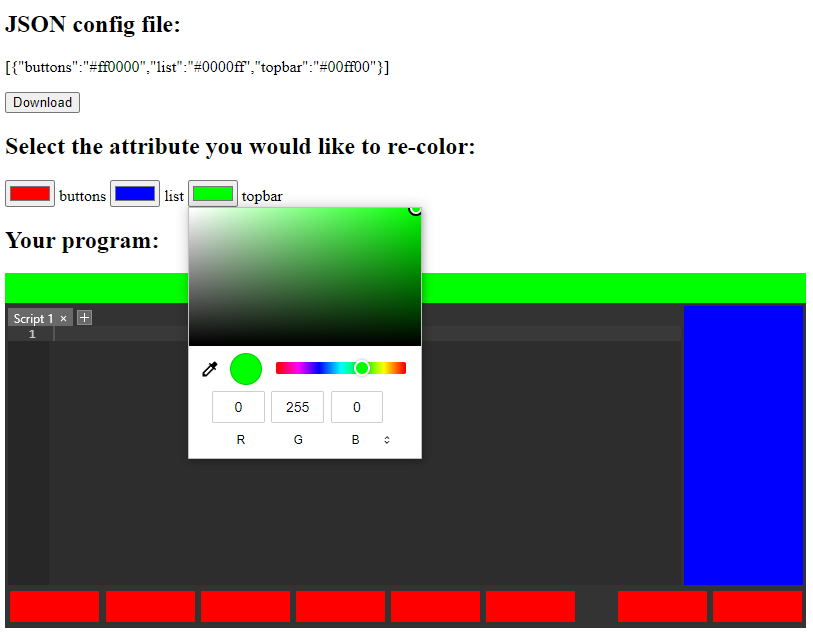 JSON config file:
[{"buttons":"#ff0000","list":"#0000ff","topbar":"#00ff00"}]
Download
Select the attribute you would like to re-color:
buttons list topbar
Your program:
Script 1 × +
1
0 255 0
R G B